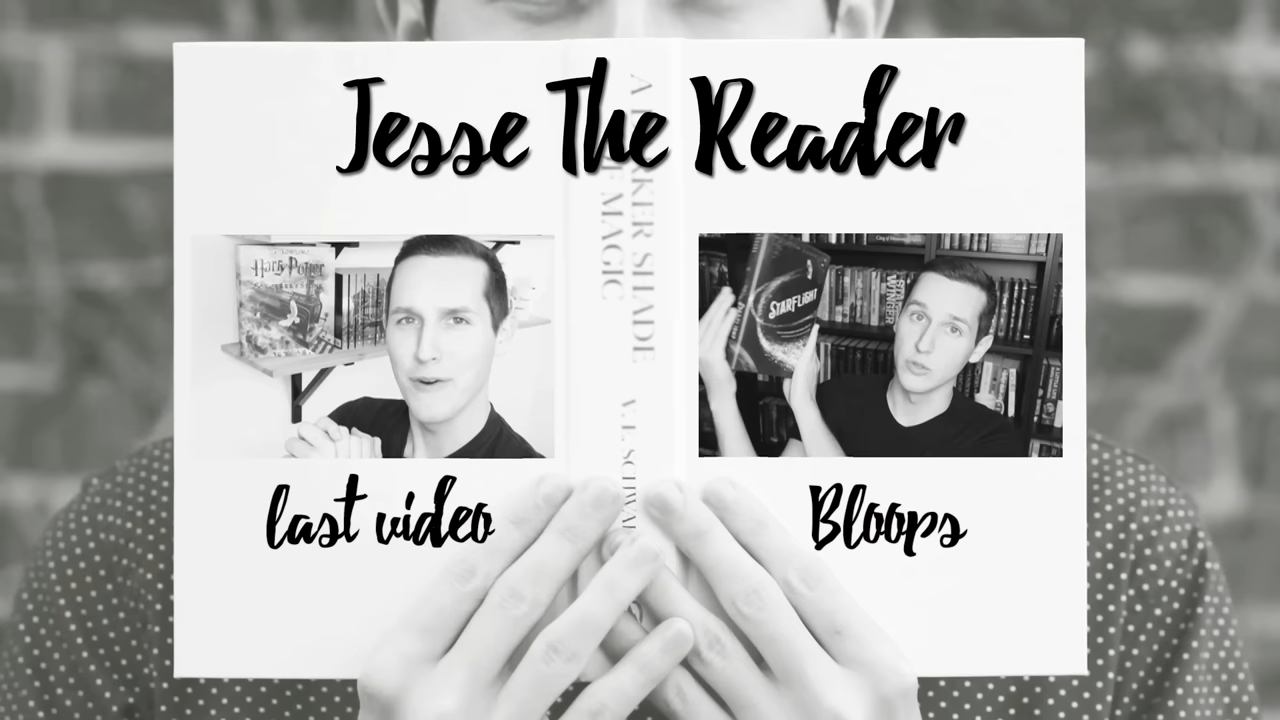 Jesse The Reader
A DARKER SHADE
OF MAGIC
V. E. SCHWAB
Harry Potter
STARFLIGHT
last video
Bloops